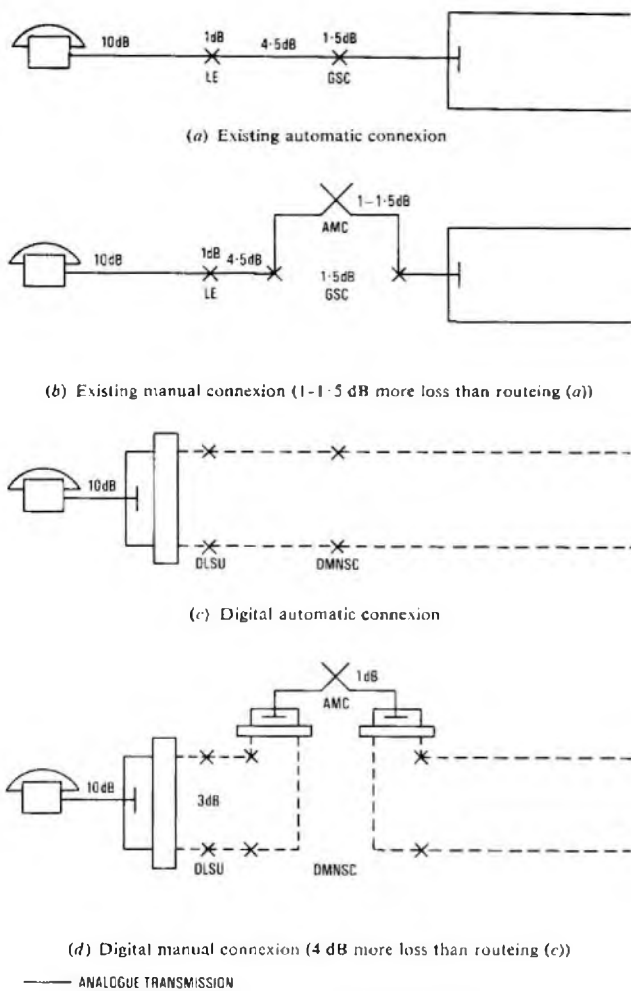 10dB 1dB 4·5dB 1·5dB
LE GSC
(a) Existing automatic connexion
1–1·5dB
AMC
10dB 1dB 4·5dB 1·5dB
LE GSC
(b) Existing manual connexion (1-1·5 dB more loss than routeing (a))
10dB
DLSU DMNSC
(c) Digital automatic connexion
1dB
AMC
10dB
3dB
DLSU DMNSC
(d) Digital manual connexion (4 dB more loss than routeing (c))
ANALOGUE TRANSMISSION